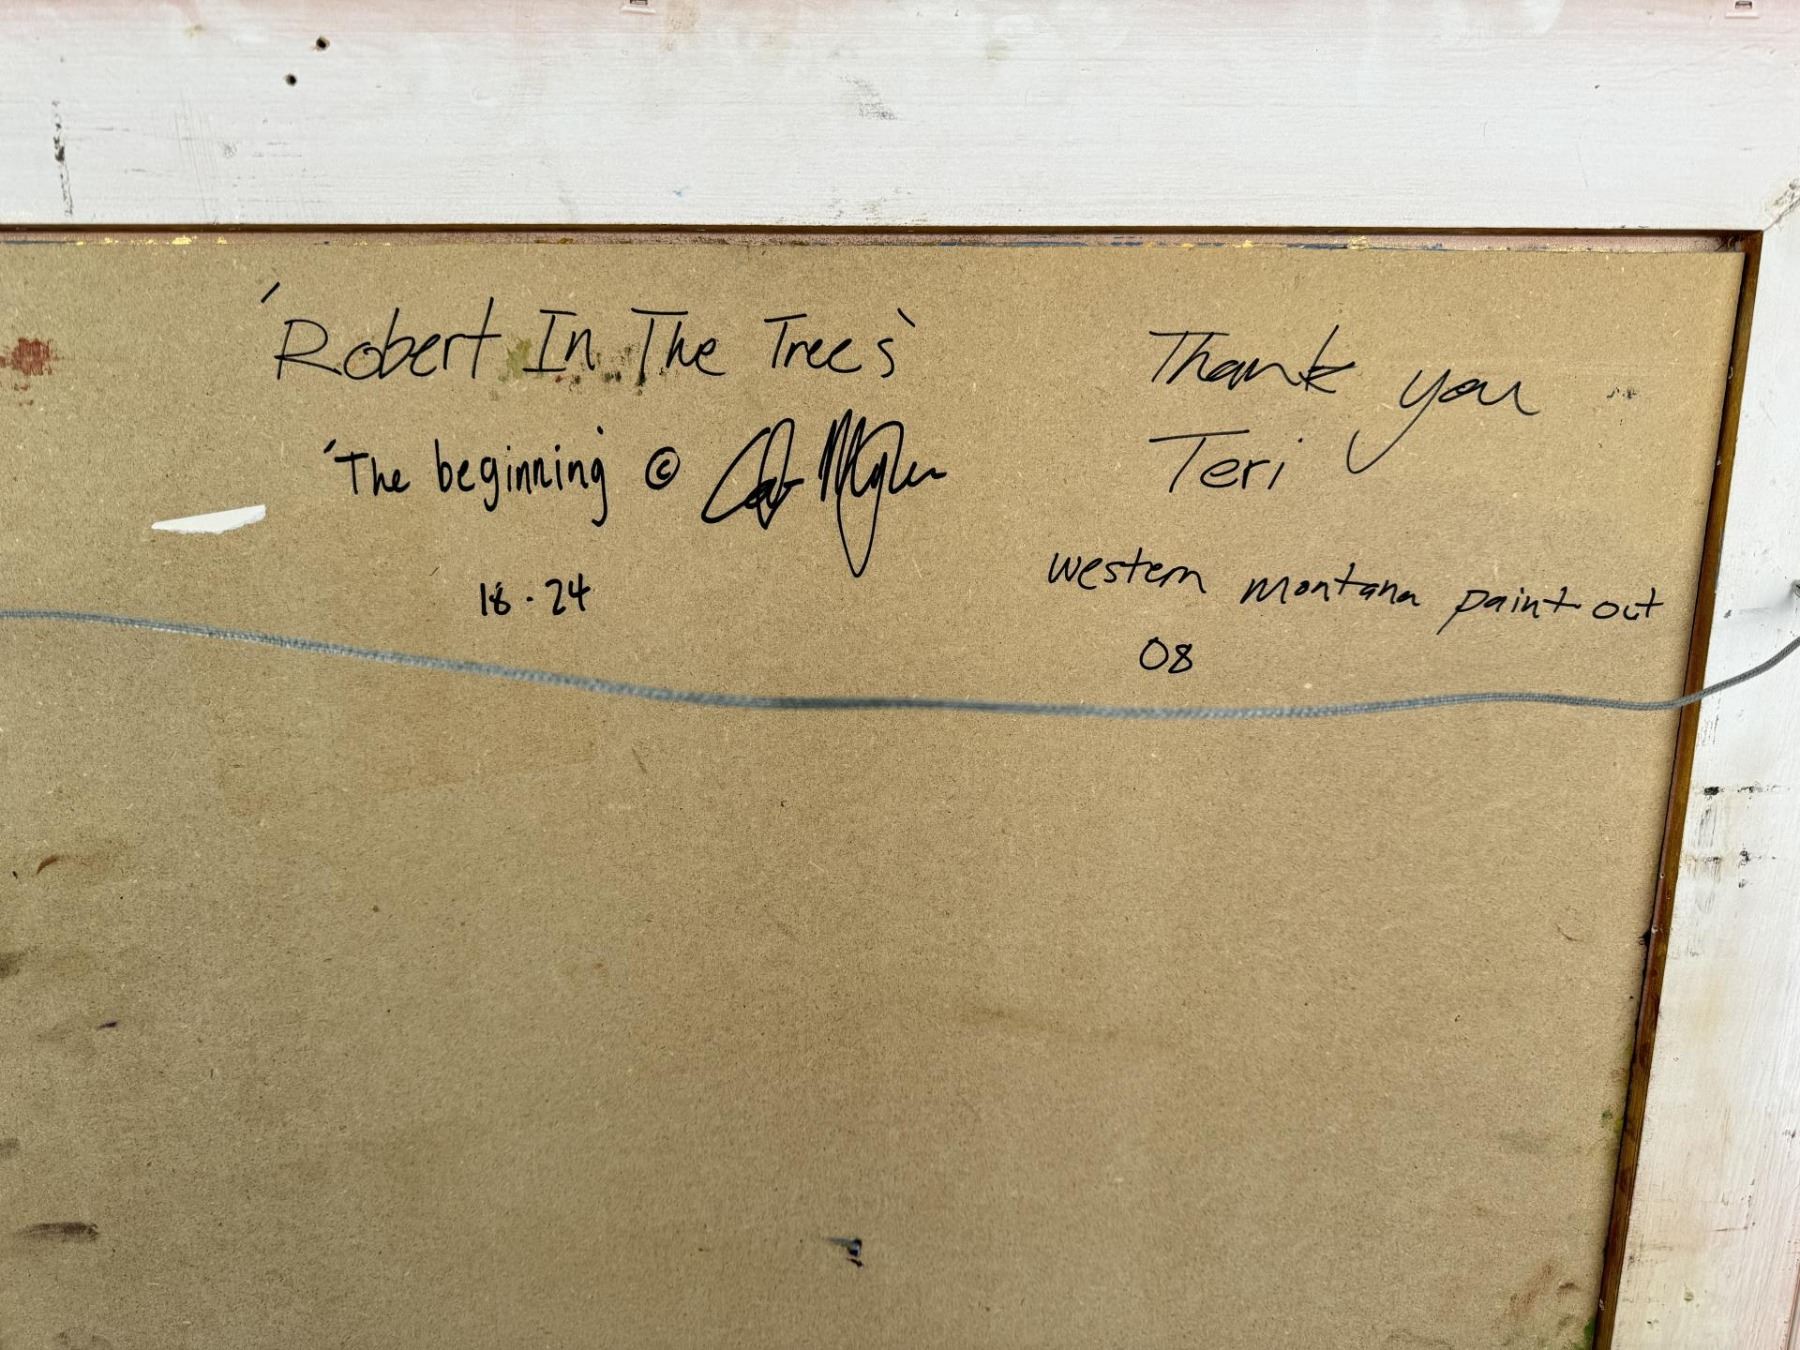 'Robert In The Trees'
'The beginning' ©
18 · 24
Thank you
Teri
western montana paint-out
08